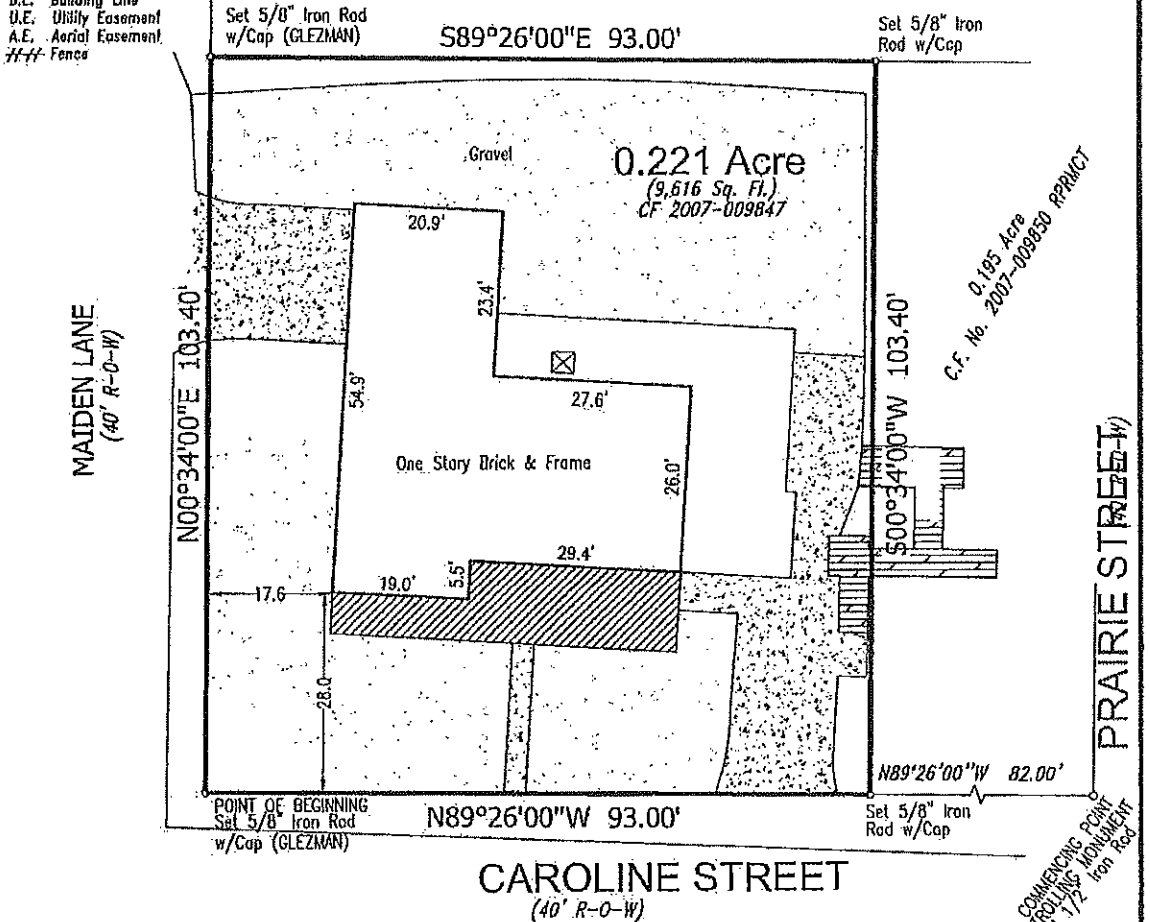 B.L. Building Line
U.E. Utility Easement
A.E. Aerial Easement
Fence
Set 5/8" Iron Rod
w/Cap (GLEZMAN)
S89°26'00"E 93.00'
Set 5/8" Iron
Rod w/Cap
Gravel
0.221 Acre
(9,616 Sq. Ft.)
CF 2007-009847
0.195 Acre
C.F. No. 2007-009850 RPRMCT
20.9'
23.4'
MAIDEN LANE
(40' R-O-W)
N00°34'00"E 103.40'
54.9'
27.6'
S00°34'00"W 103.40'
One Story Brick & Frame
26.0'
PRAIRIE STREET
29.4'
19.0'
5.5'
17.6
28.0
N89°26'00"W 82.00'
POINT OF BEGINNING
Set 5/8" Iron Rod
w/Cap (GLEZMAN)
N89°26'00"W 93.00'
Set 5/8" Iron
Rod w/Cap
COMMENCING POINT
MONUMENT
1/2" Iron Rod
CAROLINE STREET
(40' R-O-W)